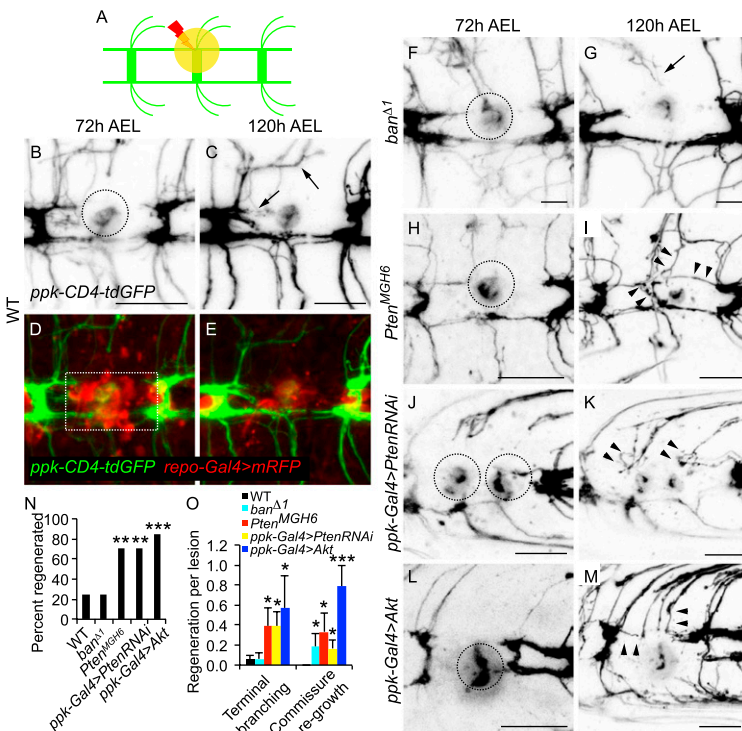 A
72h AEL
120h AEL
72h AEL
120h AEL
WT
B
ppk-CD4-tdGFP
C
D
E
ppk-CD4-tdGFP repo-Gal4>mRFP
F
G
banΔ1
H
I
PtenMGH6
J
K
ppk-Gal4>PtenRNAi
L
M
ppk-Gal4>Akt
N
Percent regenerated
100
80
60
40
20
0
** ** ***
WT
banΔ1
PtenMGH6
ppk-Gal4>PtenRNAi
ppk-Gal4>Akt
O
WT
banΔ1
PtenMGH6
ppk-Gal4>PtenRNAi
ppk-Gal4>Akt
Regeneration per lesion
1.2
1.0
0.8
0.6
0.4
0.2
0
* * * * * * ***
Terminal
branching
Commissure
re-growth